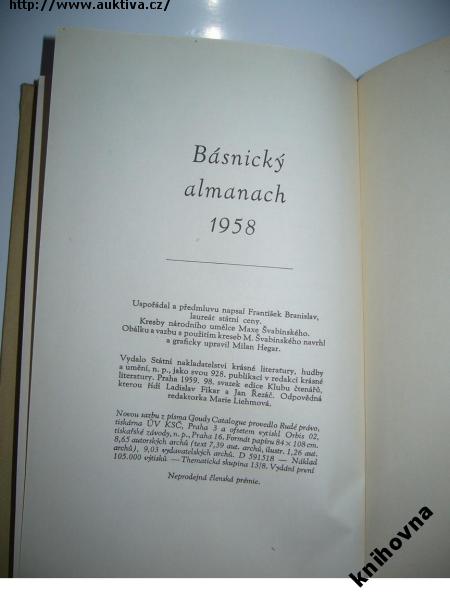 http://www.auktiva.cz/
Básnický
almanach
1958
Uspořádal a předmluvu napsal František Branislav,
laureát státní ceny.
Kresby národního umělce Maxe Švabinského.
Obálku a vazbu s použitím kreseb M. Švabinského navrhl
a graficky upravil Milan Hegar.
Vydalo Státní nakladatelství krásné literatury, hudby
a umění, n. p., jako svou 928. publikaci v redakci krásné
literatury. Praha 1959. 98. svazek edice Klubu čtenářů,
kterou řídí Ladislav Fikar a Jan Řezáč. Odpovědná
redaktorka Marie Liehmová.
Novou sazbu z písma Goudy Catalogue provedlo Rudé právo,
tiskárna ÚV KSČ, Praha 3 a ofsetem vytiskl Orbis 02,
tiskařské závody, n. p., Praha 16. Formát papíru 84 × 108 cm.
8,65 autorských archů (text 7,39 aut. archů, ilustr. 1,26 aut.
archů), 9,03 vydavatelských archů. D 591518 — Náklad
105.000 výtisků — Thematická skupina 13/8. Vydání první
Neprodejná členská prémie.
knihovna